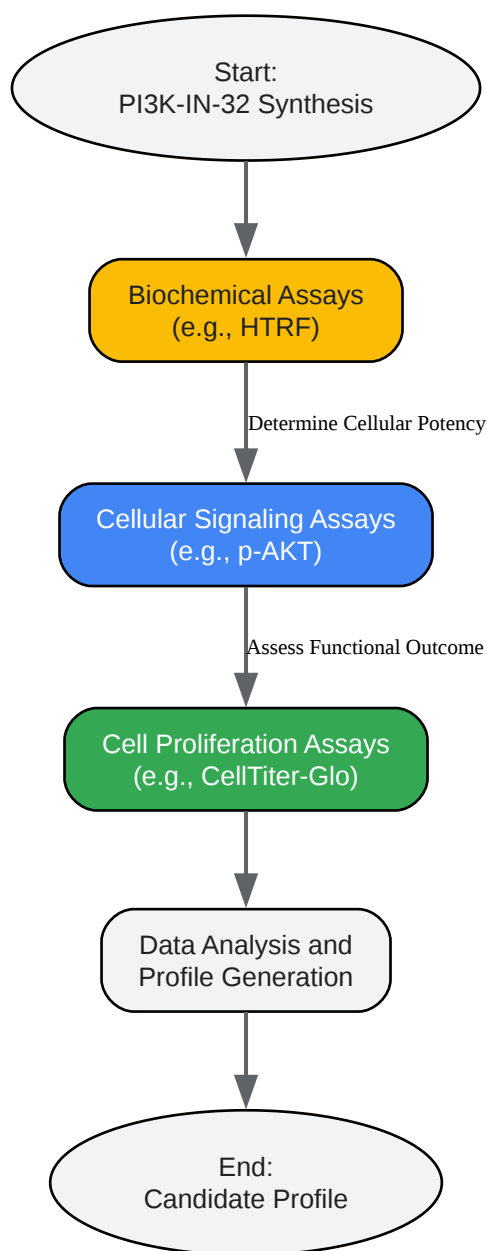 Start:
PI3K-IN-32 Synthesis
Biochemical Assays
(e.g., HTRF)
Determine Cellular Potency
Cellular Signaling Assays
(e.g., p-AKT)
Assess Functional Outcome
Cell Proliferation Assays
(e.g., CellTiter-Glo)
Data Analysis and
Profile Generation
End:
Candidate Profile